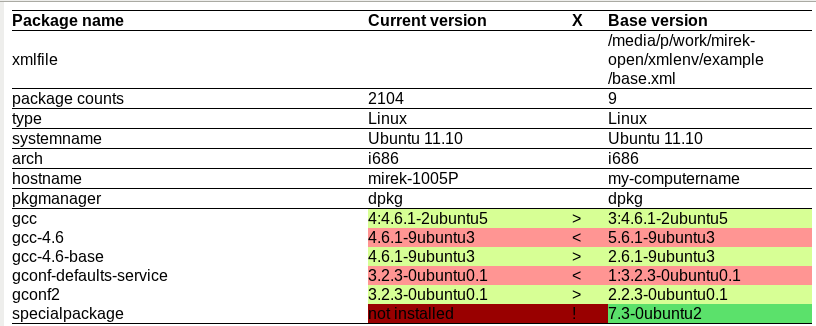 Package name Current version X Base version
/media/p/work/mirek-
xmlfile open/xmlenv/example
/base.xml
package counts 2104 9
type Linux Linux
systemname Ubuntu 11.10 Ubuntu 11.10
arch i686 i686
hostname mirek-1005P my-computername
pkgmanager dpkg dpkg
gcc 4:4.6.1-2ubuntu5 > 3:4.6.1-2ubuntu5
gcc-4.6 4.6.1-9ubuntu3 < 5.6.1-9ubuntu3
gcc-4.6-base 4.6.1-9ubuntu3 > 2.6.1-9ubuntu3
gconf-defaults-service 3.2.3-0ubuntu0.1 < 1:3.2.3-0ubuntu0.1
gconf2 3.2.3-0ubuntu0.1 > 2.2.3-0ubuntu0.1
specialpackage not installed ! 7.3-0ubuntu2